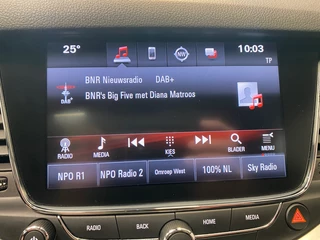 25°
NW
10:03
TP
BNR Nieuwsradio DAB+
BNR's Big Five met Diana Matroos
DAB+
RADIO MEDIA KIES BLADER MENU
NPO R1 NPO Radio 2 Omroep West 100% NL Sky Radio
RADIO BACK HOME MEDIA